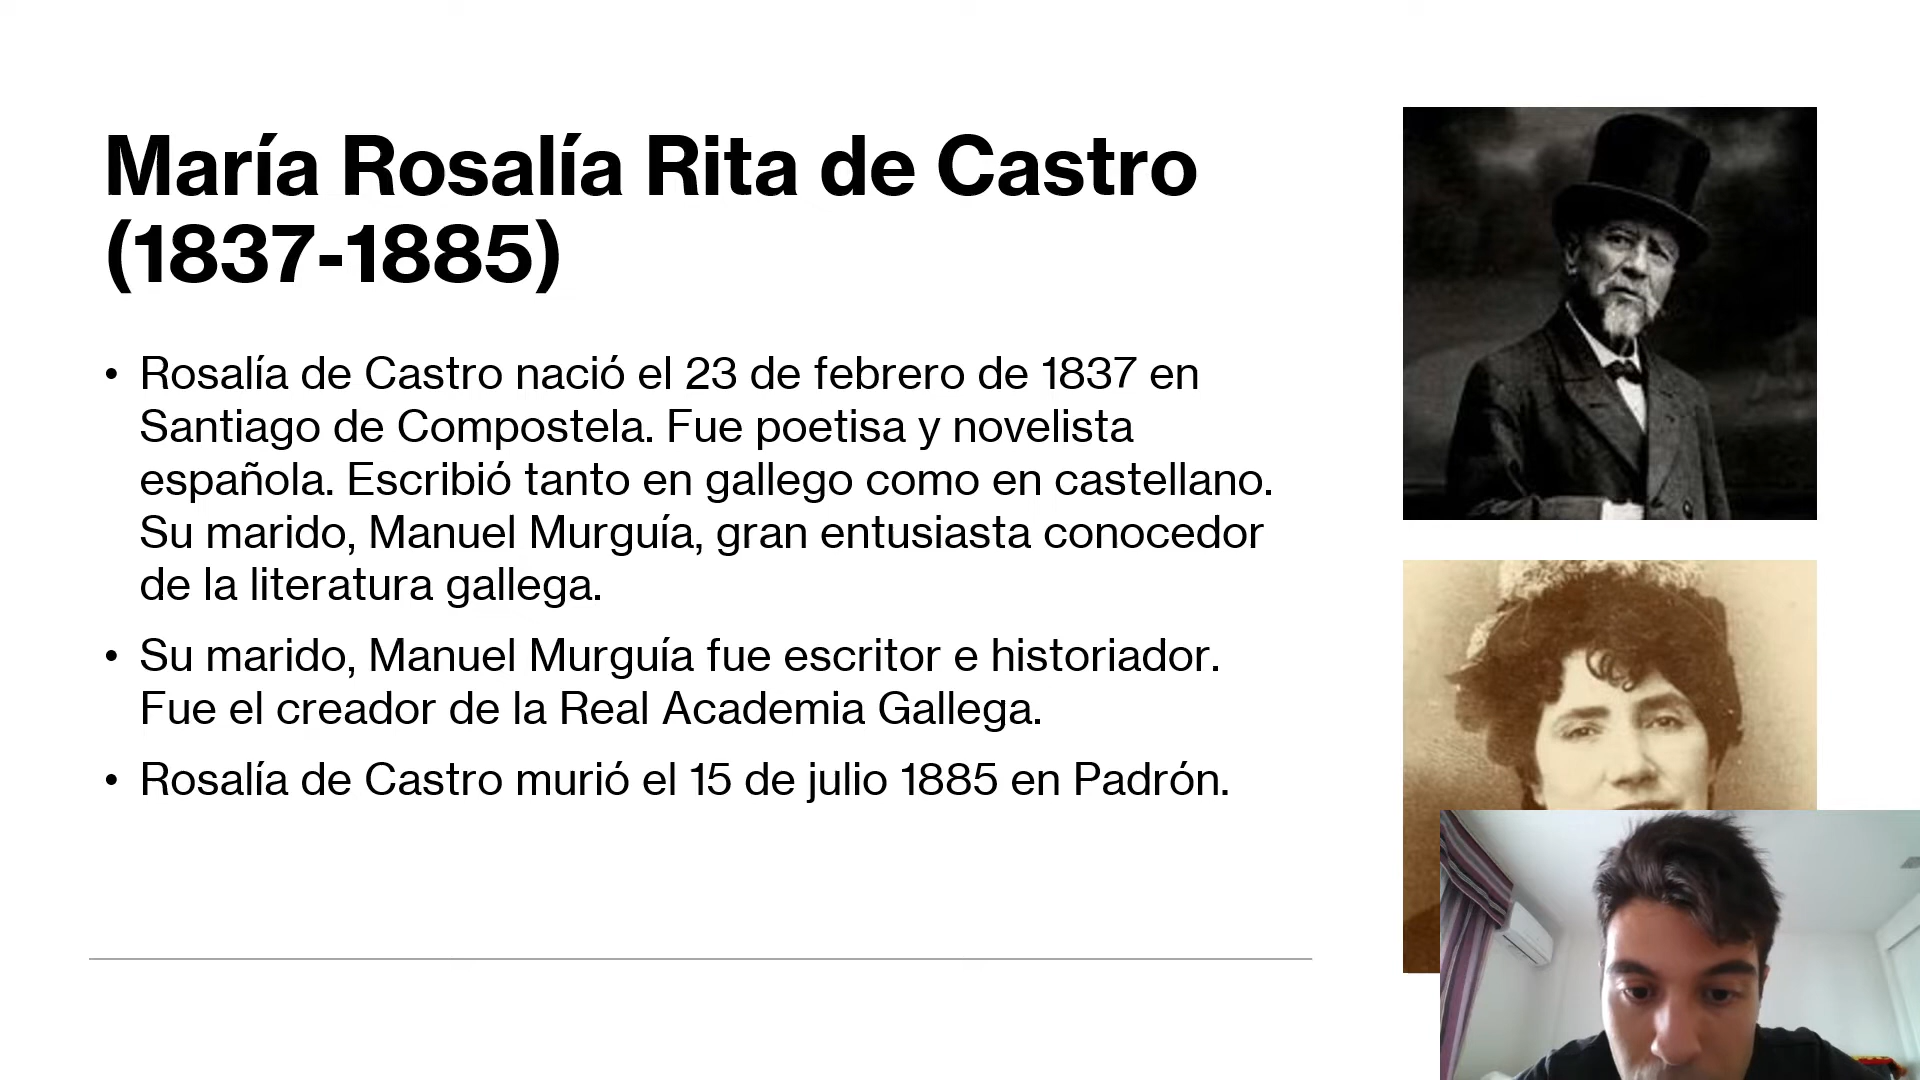 María Rosalía Rita de Castro
(1837-1885)
• Rosalía de Castro nació el 23 de febrero de 1837 en
Santiago de Compostela. Fue poetisa y novelista
española. Escribió tanto en gallego como en castellano.
Su marido, Manuel Murguía, gran entusiasta conocedor
de la literatura gallega.
• Su marido, Manuel Murguía fue escritor e historiador.
Fue el creador de la Real Academia Gallega.
• Rosalía de Castro murió el 15 de julio 1885 en Padrón.